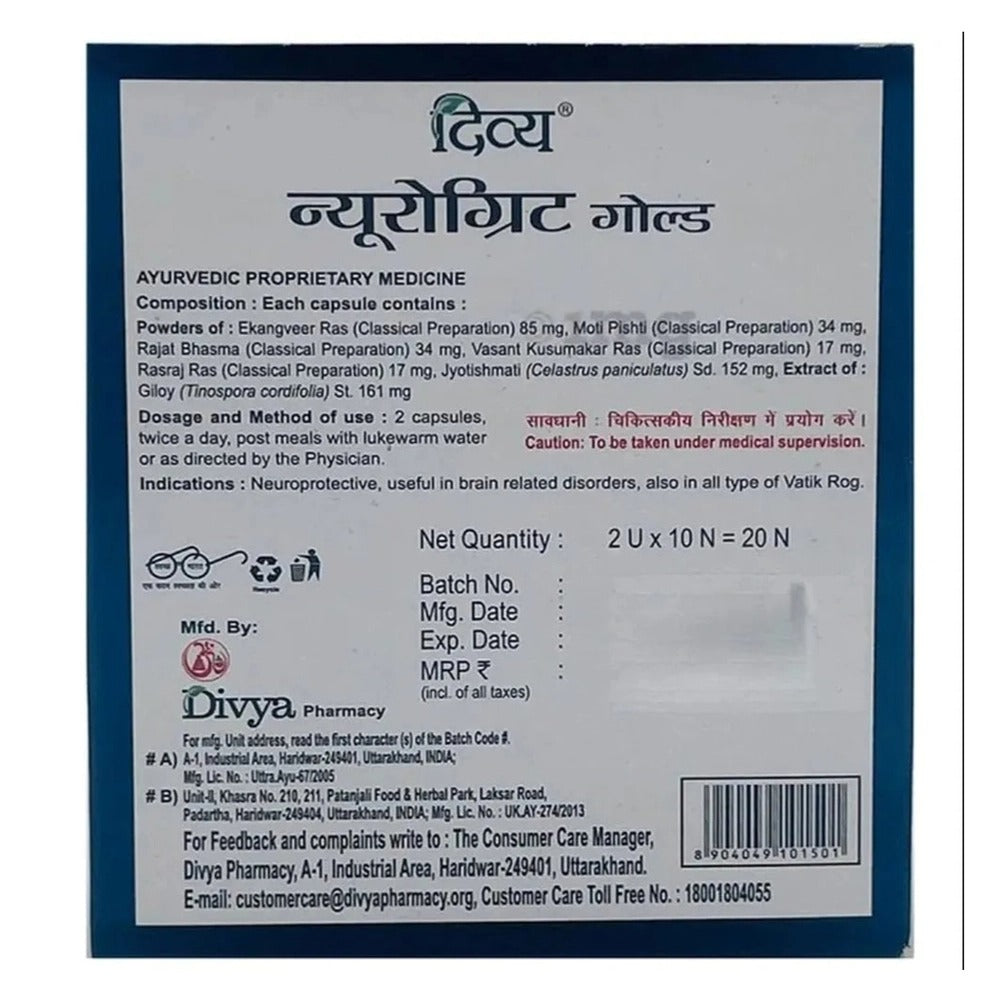 दिव्य®
न्यूरोग्रिट गोल्ड
AYURVEDIC PROPRIETARY MEDICINE
Composition : Each capsule contains :
Powders of : Ekangveer Ras (Classical Preparation) 85 mg, Moti Pishti (Classical Preparation) 34 mg,
Rajat Bhasma (Classical Preparation) 34 mg, Vasant Kusumakar Ras (Classical Preparation) 17 mg,
Rasraj Ras (Classical Preparation) 17 mg, Jyotishmati (Celastrus paniculatus) Sd. 152 mg, Extract of :
Giloy (Tinospora cordifolia) St. 161 mg
Dosage and Method of use : 2 capsules,
twice a day, post meals with lukewarm water
or as directed by the Physician.
सावधानी : चिकित्सकीय निरीक्षण में प्रयोग करें।
Caution: To be taken under medical supervision.
Indications : Neuroprotective, useful in brain related disorders, also in all type of Vatik Rog.
Net Quantity : 2 U x 10 N = 20 N
Batch No. :
Mfg. Date :
Exp. Date :
MRP ₹ :
(incl. of all taxes)
स्वच्छ भारत
एक कदम स्वच्छता की ओर
Mfd. By:
Divya Pharmacy
For mfg. Unit address, read the first character (s) of the Batch Code #.
# A) A-1, Industrial Area, Haridwar-249401, Uttarakhand, INDIA;
Mfg. Lic. No. : Uttra.Ayu-67/2005
# B) Unit-II, Khasra No. 210, 211, Patanjali Food & Herbal Park, Laksar Road,
Padartha, Haridwar-249404, Uttarakhand, INDIA; Mfg. Lic. No. : UK.AY-274/2013
For Feedback and complaints write to : The Consumer Care Manager,
Divya Pharmacy, A-1, Industrial Area, Haridwar-249401, Uttarakhand.
E-mail: customercare@divyapharmacy.org, Customer Care Toll Free No. : 18001804055
8 904049 101501